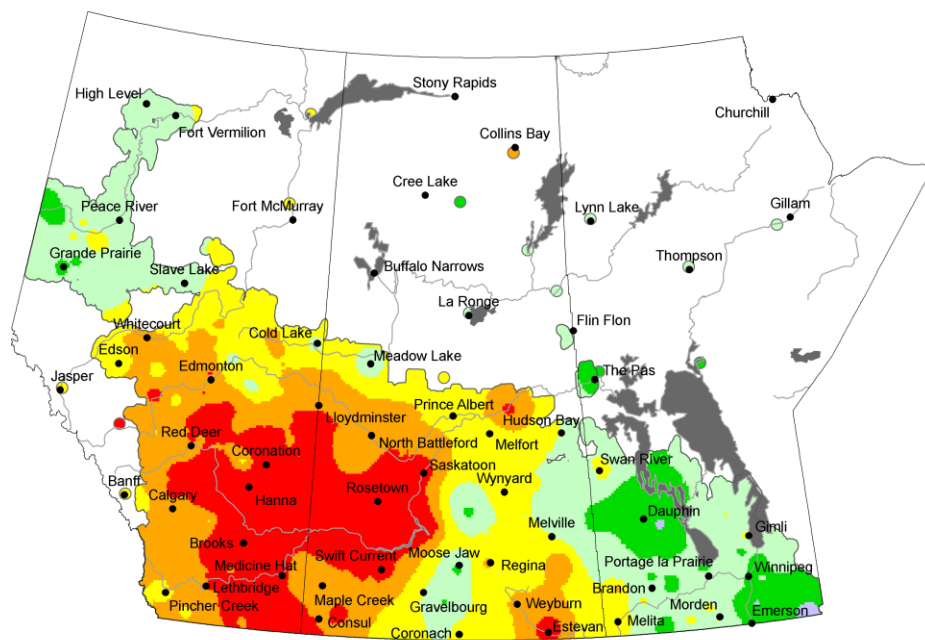 Stony Rapids
High Level
Churchill
Fort Vermilion
Collins Bay
Cree Lake
Peace River
Fort McMurray
Lynn Lake
Gillam
Grande Prairie
Thompson
Slave Lake
Buffalo Narrows
La Ronge
Whitecourt
Cold Lake
Flin Flon
Edson
Meadow Lake
Edmonton
The Pas
Jasper
Lloydminster
Prince Albert
Hudson Bay
Red Deer
North Battleford
Melfort
Coronation
Saskatoon
Swan River
Banff
Wynyard
Hanna
Rosetown
Calgary
Dauphin
Melville
Gimli
Brooks
Swift Current
Moose Jaw
Portage la Prairie
Medicine Hat
Regina
Winnipeg
Lethbridge
Maple Creek
Brandon
Pincher Creek
Gravelbourg
Weyburn
Morden
Emerson
Consul
Coronach
Estevan
Melita